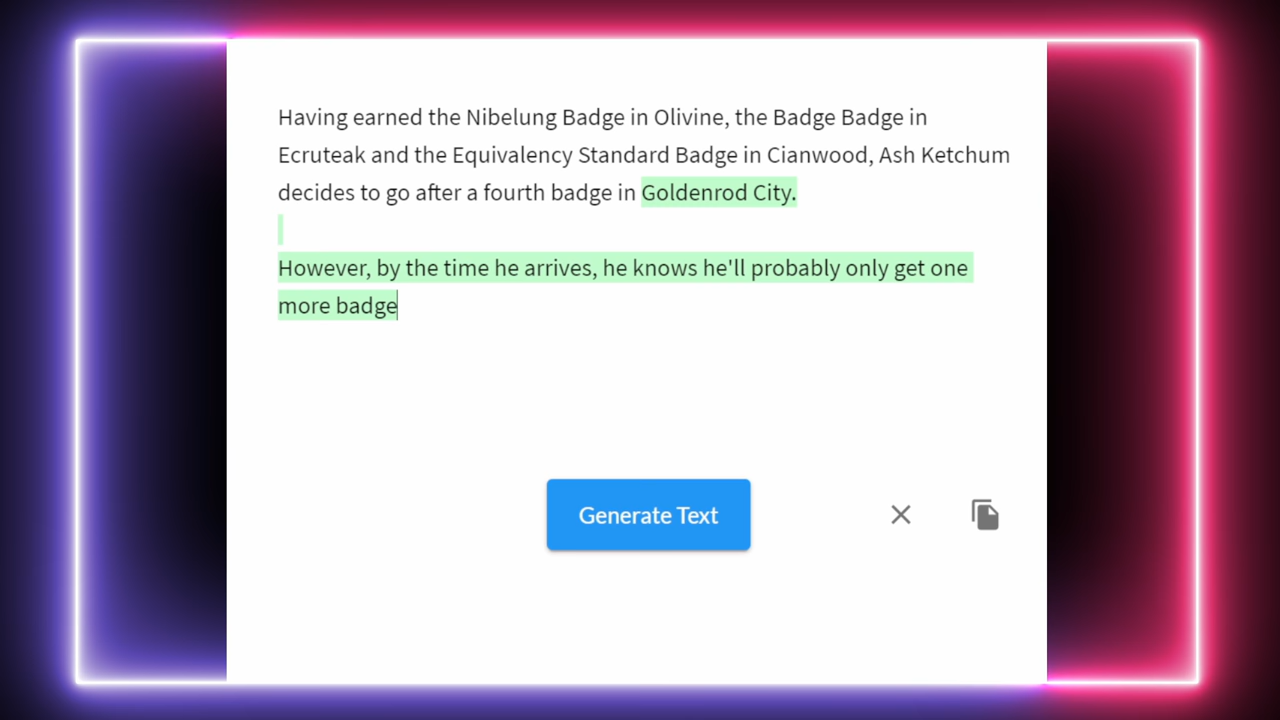 Having earned the Nibelung Badge in Olivine, the Badge Badge in
Ecruteak and the Equivalency Standard Badge in Cianwood, Ash Ketchum
decides to go after a fourth badge in Goldenrod City.
However, by the time he arrives, he knows he'll probably only get one
more badge
Generate Text